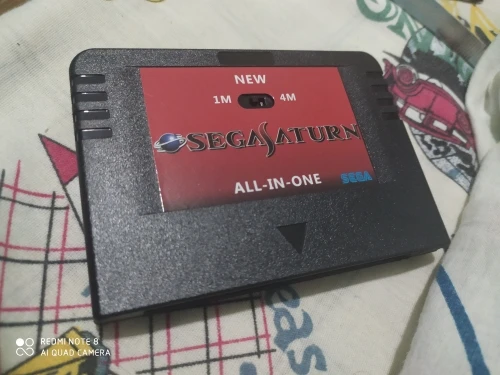 NEW
1M 4M
SEGA SATURN
ALL-IN-ONE SEGA
REDMI NOTE 8
AI QUAD CAMERA